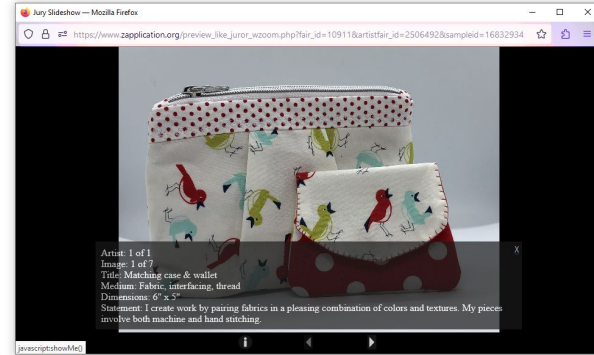 Jury Slideshow — Mozilla Firefox
https://www.zapplication.org/preview_like_juror_wzoom.php?fair_id=10911&artistfair_id=2506492&sampleid=16832934
Artist: 1 of 1
X
Image: 1 of 7
Title: Matching case & wallet
Medium: Fabric, interfacing, thread
Dimensions: 6" x 5"
Statement: I create work by pairing fabrics in a pleasing combination of colors and textures. My pieces
involve both machine and hand stitching.
i
javascript:showMe()